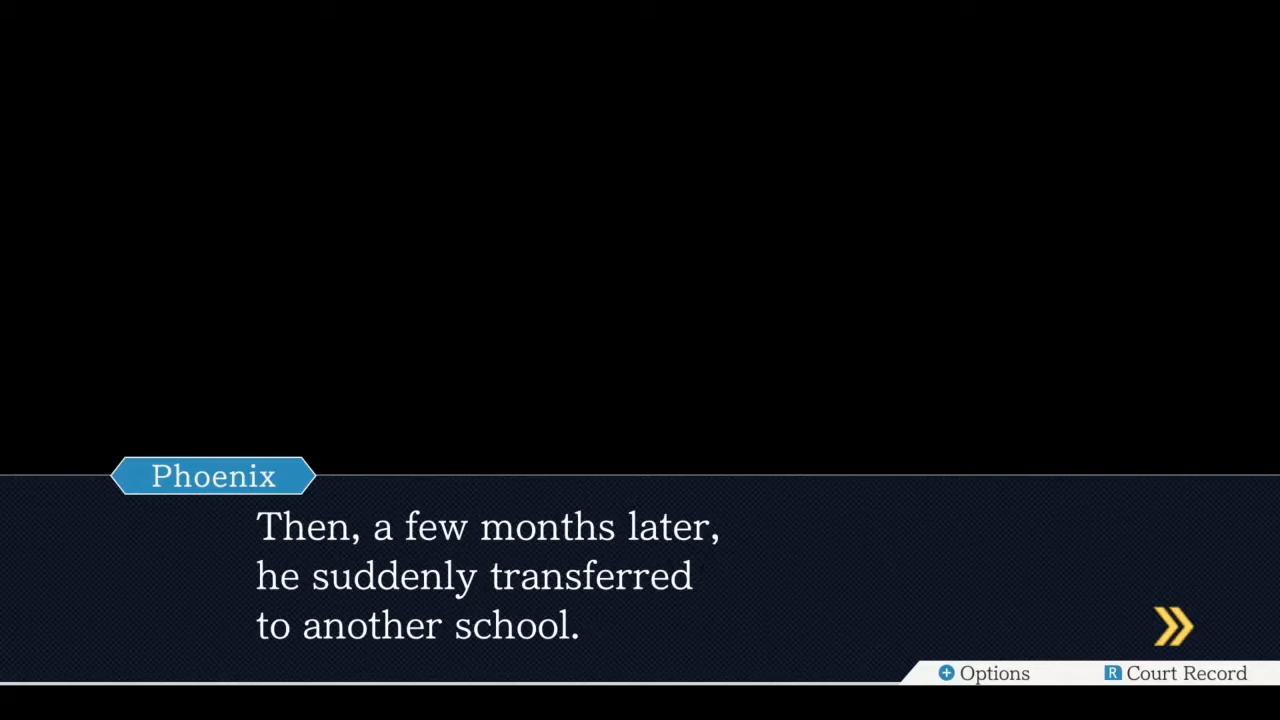 Phoenix
Then, a few months later,
he suddenly transferred
to another school.
Options
R Court Record